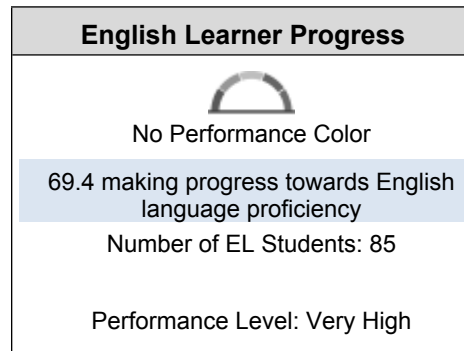 English Learner Progress
No Performance Color
69.4 making progress towards English
language proficiency
Number of EL Students: 85
Performance Level: Very High